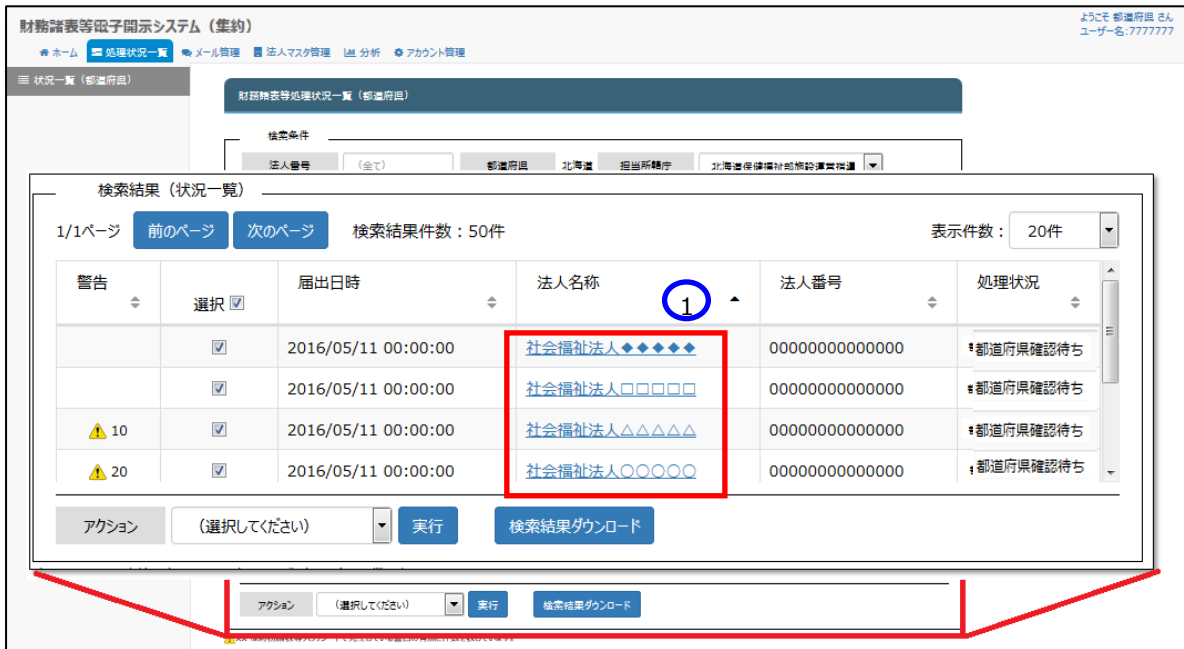 財務諸表等電子開示システム（集約）
ようこそ 都道府県 さん
ユーザー名:7777777
ホーム 処理状況一覧 メール管理 法人マスタ管理 分析 アカウント管理
状況一覧（都道府県）
財務諸表等処理状況一覧（都道府県）
検索条件
法人番号 （全て） 都道府県 北海道 担当所轄庁 北海道保健福祉部施設運営指導
検索結果（状況一覧）
1/1ページ 前のページ 次のページ 検索結果件数：50件 表示件数： 20件
警告 選択 届出日時 法人名称 1 法人番号 処理状況
2016/05/11 00:00:00 社会福祉法人◆◆◆◆◆ 00000000000000 都道府県確認待ち
2016/05/11 00:00:00 社会福祉法人□□□□□ 00000000000000 都道府県確認待ち
10 2016/05/11 00:00:00 社会福祉法人△△△△△ 00000000000000 都道府県確認待ち
20 2016/05/11 00:00:00 社会福祉法人○○○○○ 00000000000000 都道府県確認待ち
アクション （選択してください） 実行 検索結果ダウンロード
アクション （選択してください） 実行 検索結果ダウンロード